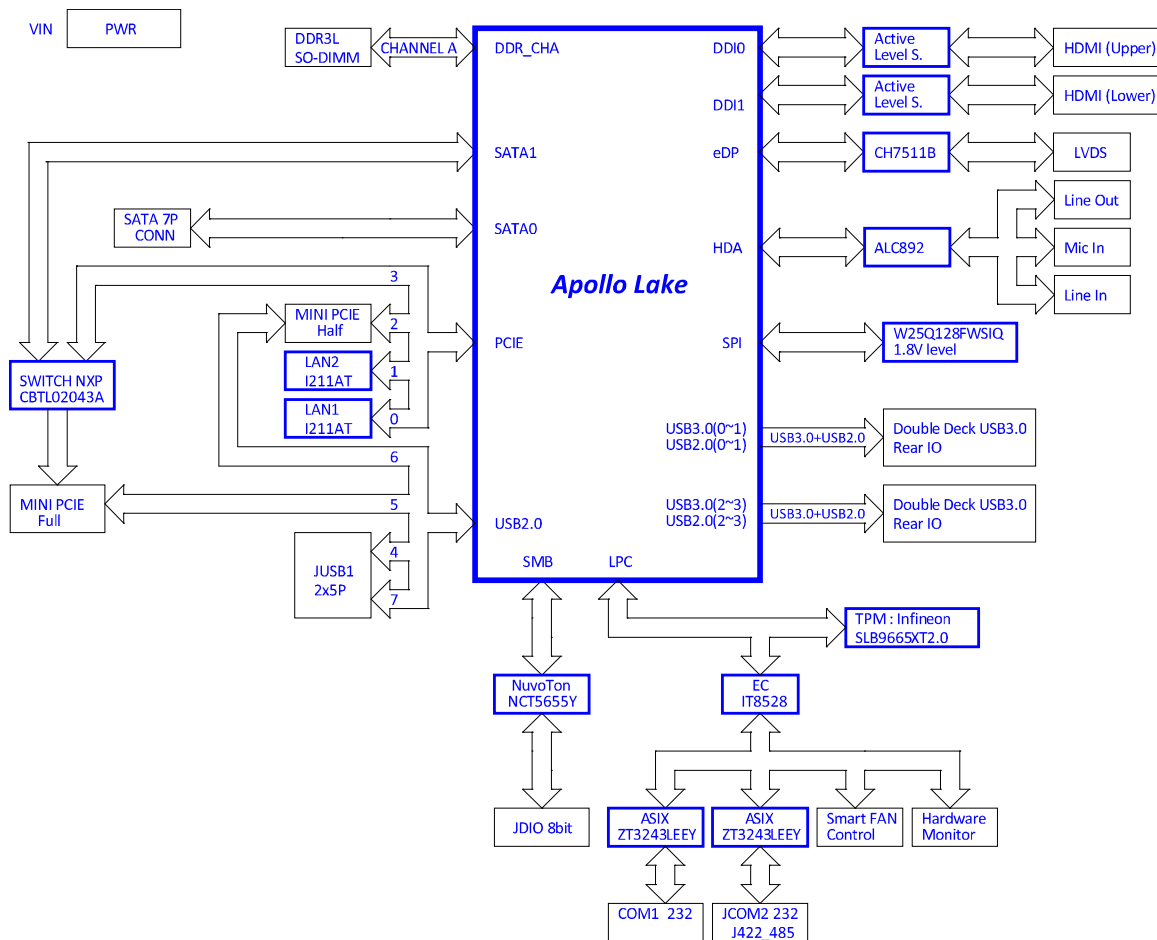 VIN
PWR
DDR3L
SO-DIMM
CHANNEL A
DDR_CHA
DDI0
Active
Level S.
HDMI (Upper)
DDI1
Active
Level S.
HDMI (Lower)
SATA1
eDP
CH7511B
LVDS
SATA 7P
CONN
SATA0
HDA
ALC892
Line Out
Mic In
Line In
Apollo Lake
3
MINI PCIE
Half
2
PCIE
SPI
W25Q128FWSIQ
1.8V level
LAN2
I211AT
1
SWITCH NXP
CBTL02043A
LAN1
I211AT
0
USB3.0(0~1)
USB2.0(0~1)
USB3.0+USB2.0
Double Deck USB3.0
Rear IO
6
MINI PCIE
Full
5
USB3.0(2~3)
USB2.0(2~3)
USB3.0+USB2.0
Double Deck USB3.0
Rear IO
USB2.0
4
JUSB1
2x5P
7
SMB
LPC
TPM : Infineon
SLB9665XT2.0
NuvoTon
NCT5655Y
EC
IT8528
JDIO 8bit
ASIX
ZT3243LEEY
ASIX
ZT3243LEEY
Smart FAN
Control
Hardware
Monitor
COM1 232
JCOM2 232
J422_485